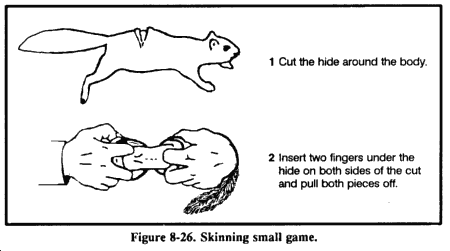 1 Cut the hide around the body.
2 Insert two fingers under the
hide on both sides of the cut
and pull both pieces off.
Figure 8-26. Skinning small game.